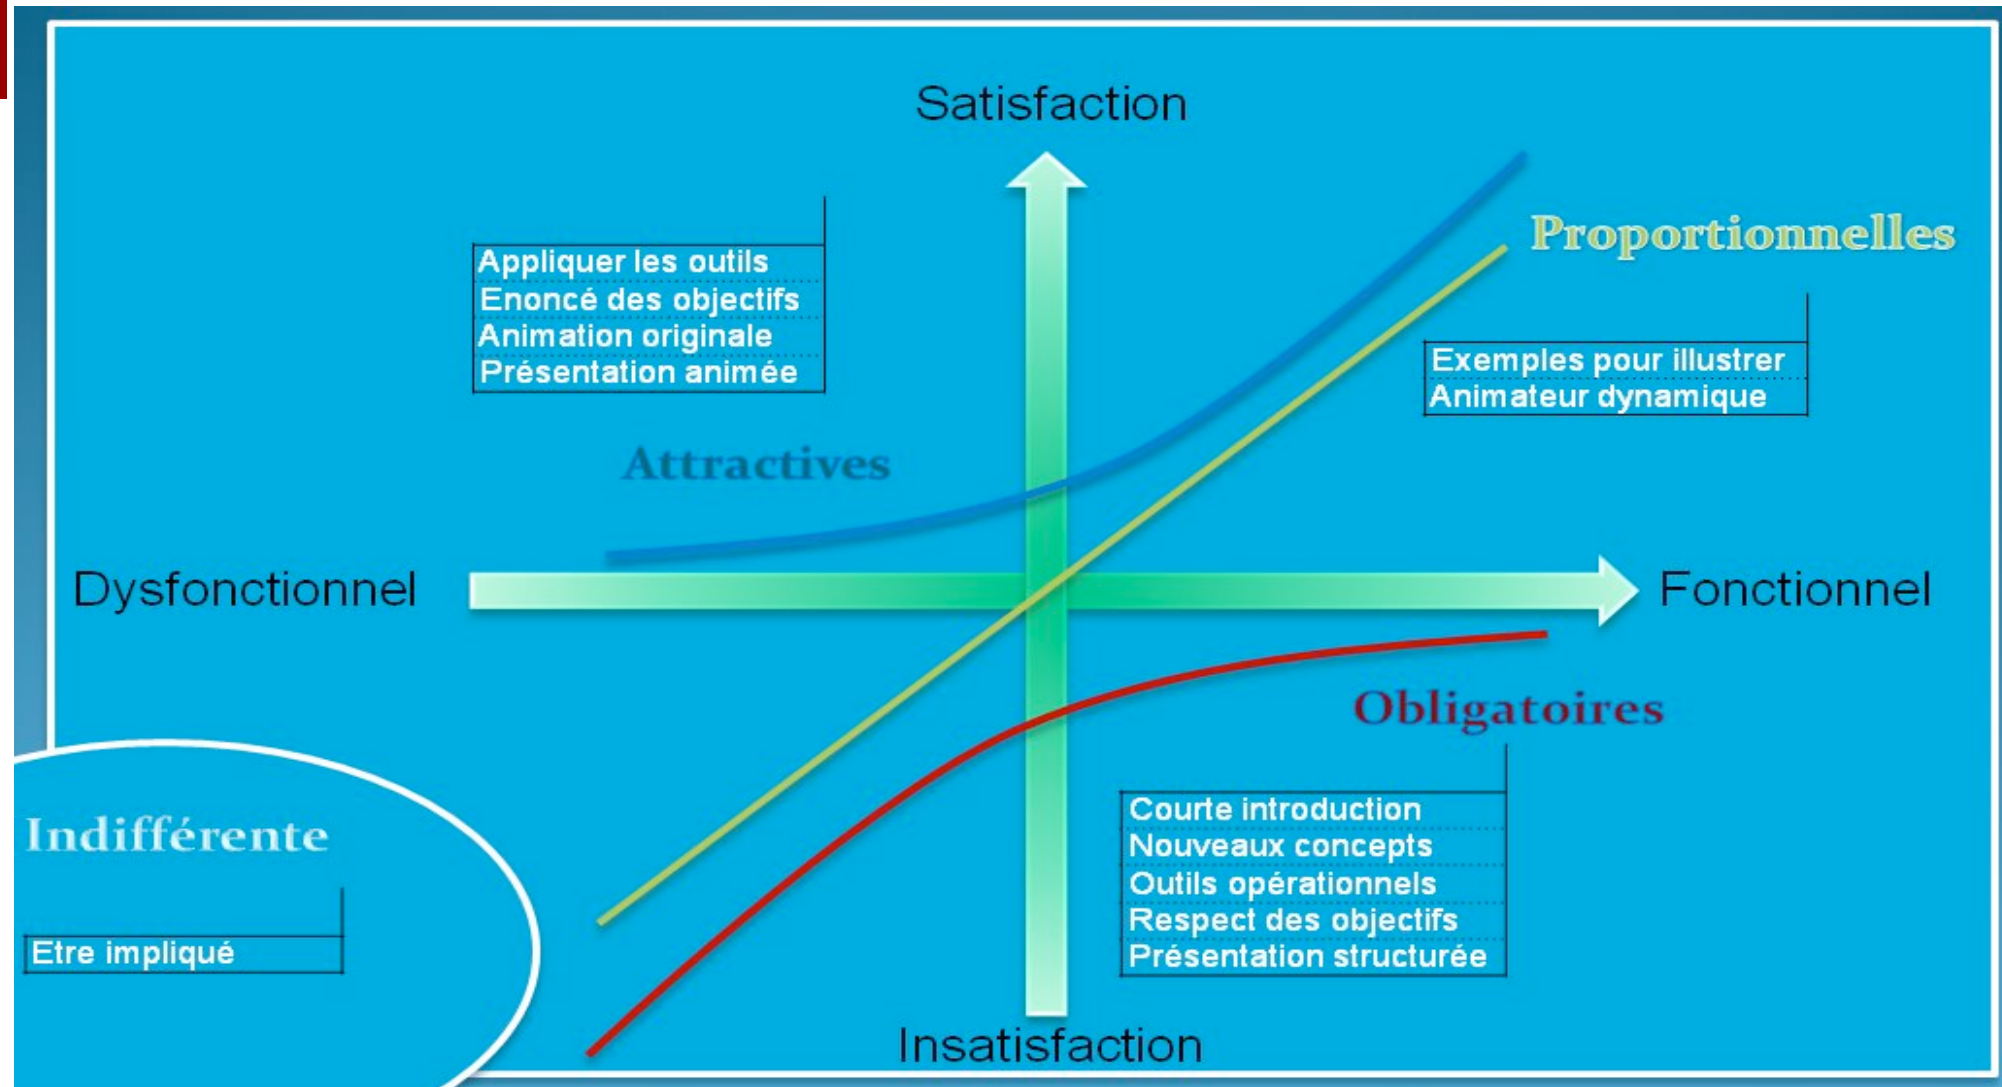 Satisfaction
Appliquer les outils
Enoncé des objectifs
Animation originale
Présentation animée
Attractives
Proportionnelles
Exemples pour illustrer
Animateur dynamique
Dysfonctionnel
Fonctionnel
Obligatoires
Courte introduction
Nouveaux concepts
Outils opérationnels
Respect des objectifs
Présentation structurée
Indifférente
Etre impliqué
Insatisfaction